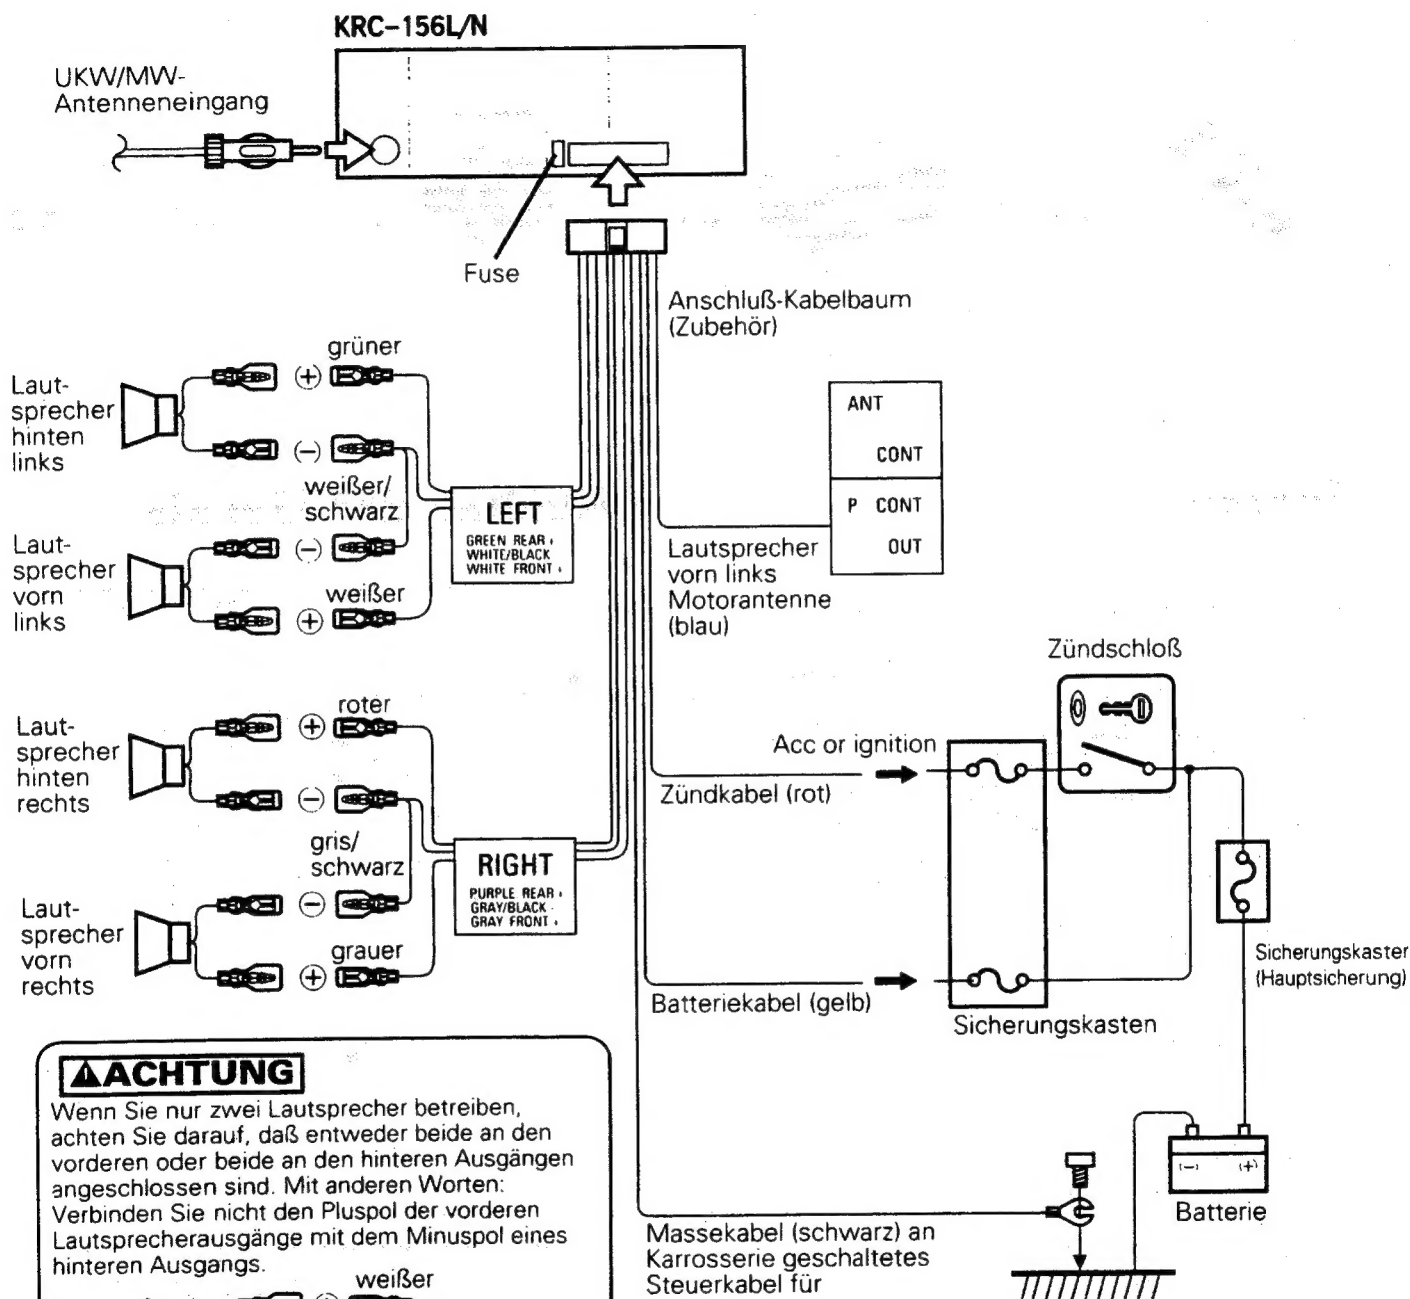 KRC-156L/N
UKW/MW-
Antenneneingang
Fuse
Anschluß-Kabelbaum
(Zubehör)
grüner
Laut-
sprecher
hinten
links
weißer/
schwarz
LEFT
GREEN REAR +
WHITE/BLACK
WHITE FRONT +
Laut-
sprecher
vorn
links
weißer
ANT
CONT
P CONT
OUT
Lautsprecher
vorn links
Motorantenne
(blau)
Zündschloß
roter
Laut-
sprecher
hinten
rechts
Acc or ignition
Zündkabel (rot)
gris/
schwarz
RIGHT
PURPLE REAR +
GRAY/BLACK -
GRAY FRONT +
Laut-
sprecher
vorn
rechts
grauer
Batteriekabel (gelb)
Sicherungskasten
Sicherungskaster
(Hauptsicherung)
ACHTUNG
Wenn Sie nur zwei Lautsprecher betreiben,
achten Sie darauf, daß entweder beide an den
vorderen oder beide an den hinteren Ausgängen
angeschlossen sind. Mit anderen Worten:
Verbinden Sie nicht den Pluspol der vorderen
Lautsprecherausgänge mit dem Minuspol eines
hinteren Ausgangs.
weißer
Batterie
Massekabel (schwarz) an
Karrosserie geschaltetes
Steuerkabel für